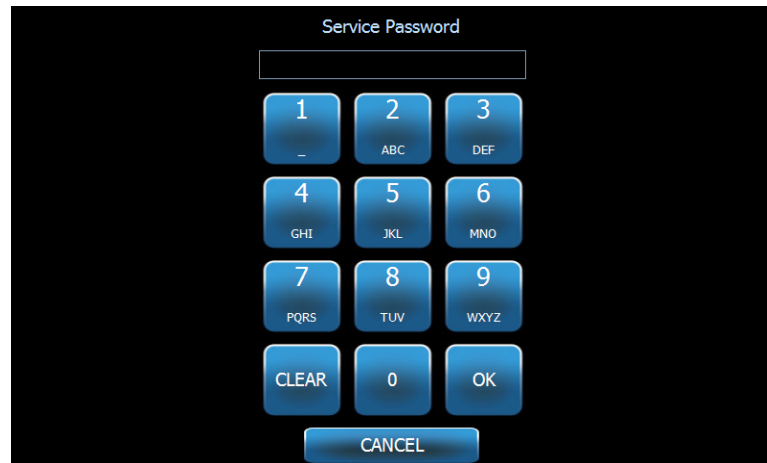 Service Password
1 2 3
_ ABC DEF
4 5 6
GHI JKL MNO
7 8 9
PQRS TUV WXYZ
CLEAR 0 OK
CANCEL